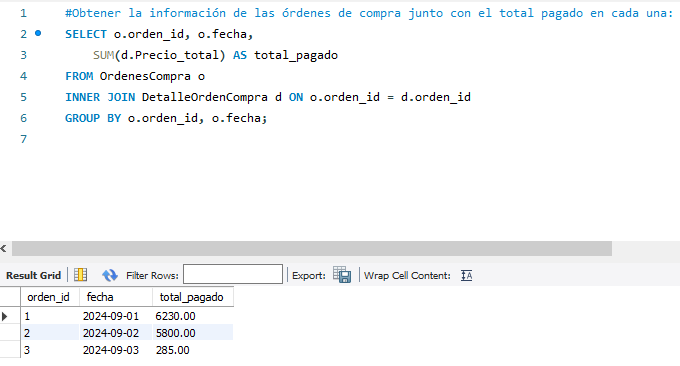 1 #Obtener la información de las órdenes de compra junto con el total pagado en cada una:
2 SELECT o.orden_id, o.fecha,
3 SUM(d.Precio_total) AS total_pagado
4 FROM OrdenesCompra o
5 INNER JOIN DetalleOrdenCompra d ON o.orden_id = d.orden_id
6 GROUP BY o.orden_id, o.fecha;
7
Result Grid Filter Rows: Export: Wrap Cell Content:
orden_id fecha total_pagado
1 2024-09-01 6230.00
2 2024-09-02 5800.00
3 2024-09-03 285.00